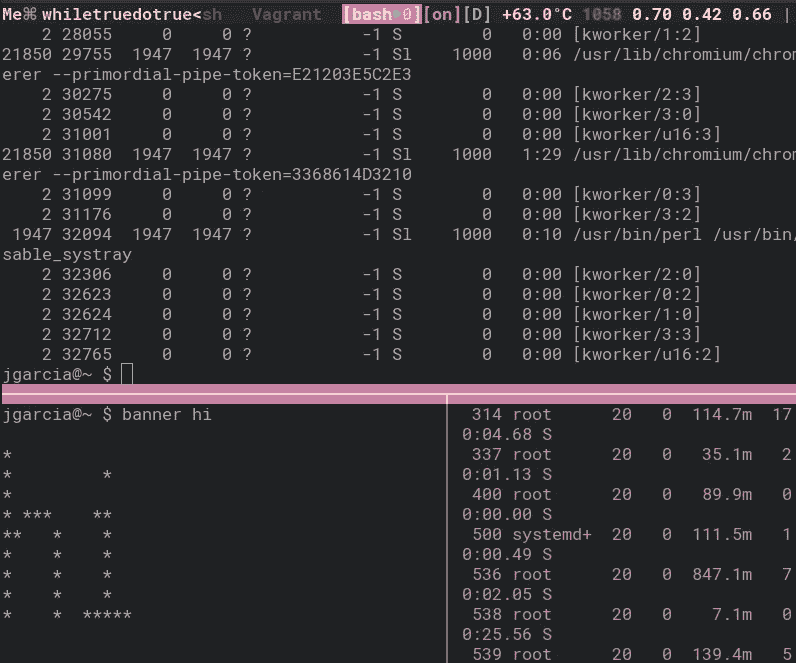 Me⌘ whiletruedotrue<sh Vagrant [bash*0][on][D] +63.0°C 1058 0.70 0.42 0.66 |
2 28055 0 0 ? -1 S 0 0:00 [kworker/1:2]
21850 29755 1947 1947 ? -1 Sl 1000 0:06 /usr/lib/chromium/chrom
erer --primordial-pipe-token=E21203E5C2E3
2 30275 0 0 ? -1 S 0 0:00 [kworker/2:3]
2 30542 0 0 ? -1 S 0 0:00 [kworker/3:0]
2 31001 0 0 ? -1 S 0 0:00 [kworker/u16:3]
21850 31080 1947 1947 ? -1 Sl 1000 1:29 /usr/lib/chromium/chrom
erer --primordial-pipe-token=3368614D3210
2 31099 0 0 ? -1 S 0 0:00 [kworker/0:3]
2 31176 0 0 ? -1 S 0 0:00 [kworker/3:2]
1947 32094 1947 1947 ? -1 Sl 1000 0:10 /usr/bin/perl /usr/bin/
sable_systray
2 32306 0 0 ? -1 S 0 0:00 [kworker/2:0]
2 32623 0 0 ? -1 S 0 0:00 [kworker/0:2]
2 32624 0 0 ? -1 S 0 0:00 [kworker/1:0]
2 32712 0 0 ? -1 S 0 0:00 [kworker/3:3]
2 32765 0 0 ? -1 S 0 0:00 [kworker/u16:2]
jgarcia@~ $
jgarcia@~ $ banner hi
*
*         *
*
* ***    **
**   *    *
*    *    *
*    *    *
*    *    *
*    *  *****
314 root 20 0 114.7m 17
0:04.68 S
337 root 20 0 35.1m 2
0:01.13 S
400 root 20 0 89.9m 0
0:00.00 S
500 systemd+ 20 0 111.5m 1
0:00.49 S
536 root 20 0 847.1m 7
0:02.05 S
538 root 20 0 7.1m 0
0:25.56 S
539 root 20 0 139.4m 5